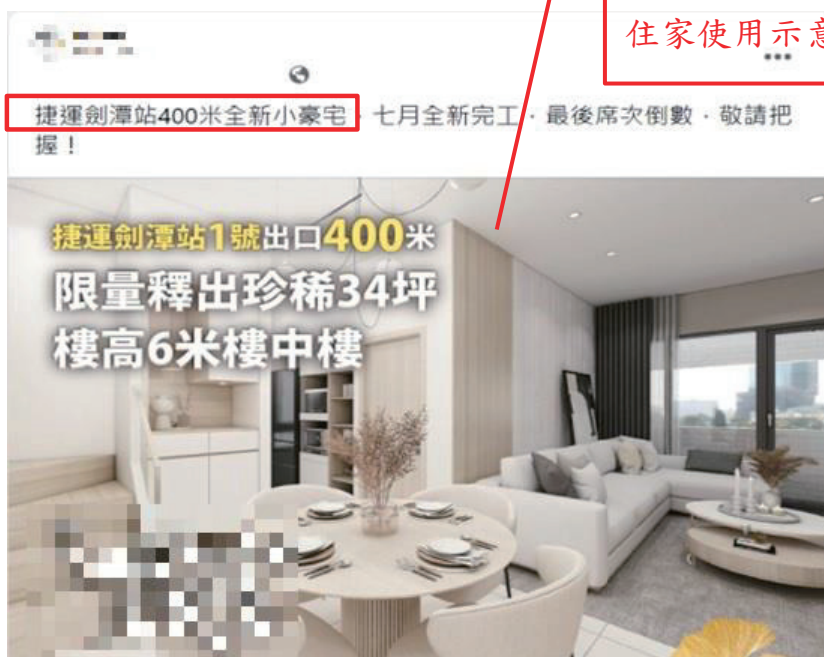 住家使用示意
捷運劍潭站400米全新小豪宅，七月全新完工，最後席次倒數，敬請把
握！
捷運劍潭站1號出口400米
限量釋出珍稀34坪
樓高6米樓中樓